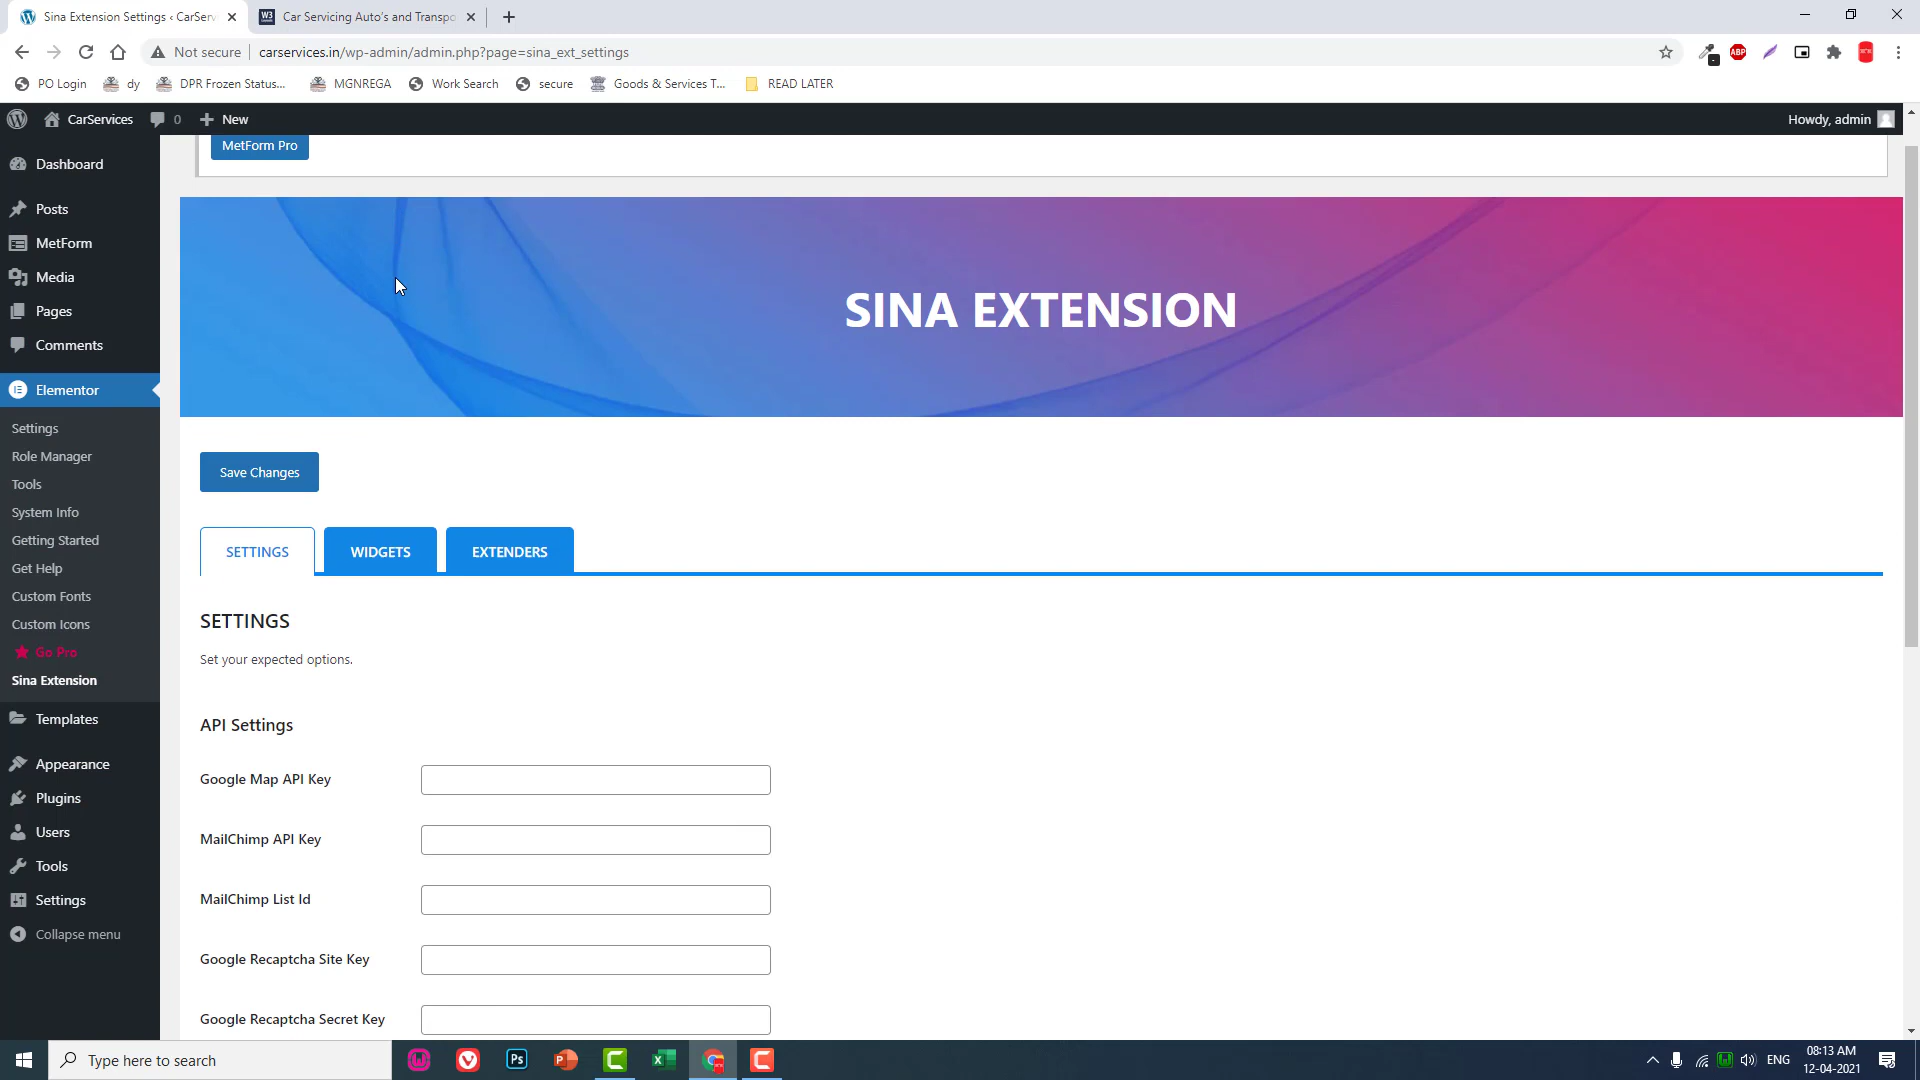 Sina Extension Settings ‹ CarServ
Car Servicing Auto's and Transpo
Not secure
carservices.in/wp-admin/admin.php?page=sina_ext_settings
ABP
PO Login
dy
DPR Frozen Status...
MGNREGA
Work Search
secure
Goods & Services T...
READ LATER
CarServices
0
New
Howdy, admin
MetForm Pro
Dashboard
Posts
MetForm
Media
Pages
Comments
Elementor
Settings
Role Manager
Tools
System Info
Getting Started
Get Help
Custom Fonts
Custom Icons
Go Pro
Sina Extension
Templates
Appearance
Plugins
Users
Tools
Settings
Collapse menu
SINA EXTENSION
Save Changes
SETTINGS
WIDGETS
EXTENDERS
SETTINGS
Set your expected options.
API Settings
Google Map API Key
MailChimp API Key
MailChimp List Id
Google Recaptcha Site Key
Google Recaptcha Secret Key
Type here to search
Ps
ENG
08:13 AM
12-04-2021